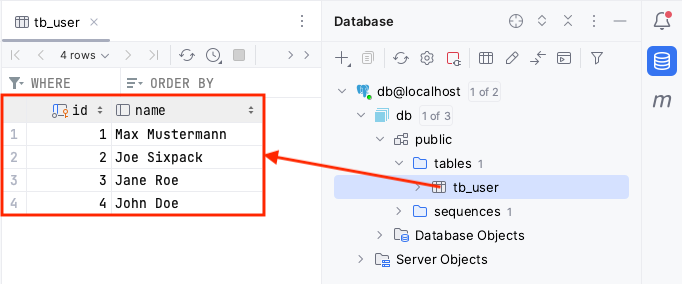 tb_user
4 rows
WHERE
ORDER BY
id name
1 1 Max Mustermann
2 2 Joe Sixpack
3 3 Jane Roe
4 4 John Doe
Database
db@localhost 1 of 2
db 1 of 3
public
tables 1
tb_user
sequences 1
Database Objects
Server Objects
m